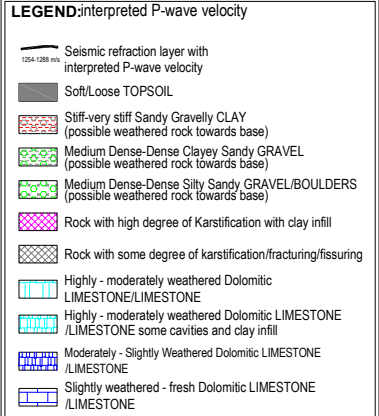 LEGEND:interpreted P-wave velocity
Seismic refraction layer with
1254-1288 m/s
interpreted P-wave velocity
Soft/Loose TOPSOIL
Stiff-very stiff Sandy Gravelly CLAY
(possible weathered rock towards base)
Medium Dense-Dense Clayey Sandy GRAVEL
(possible weathered rock towards base)
Medium Dense-Dense Silty Sandy GRAVEL/BOULDERS
(possible weathered rock towards base)
Rock with high degree of Karstification with clay infill
Rock with some degree of karstification/fracturing/fissuring
Highly - moderately weathered Dolomitic
LIMESTONE/LIMESTONE
Highly - moderately weathered Dolomitic LIMESTONE
/LIMESTONE some cavities and clay infill
Moderately - Slightly Weathered Dolomitic LIMESTONE
/LIMESTONE
Slightly weathered - fresh Dolomitic LIMESTONE
/LIMESTONE